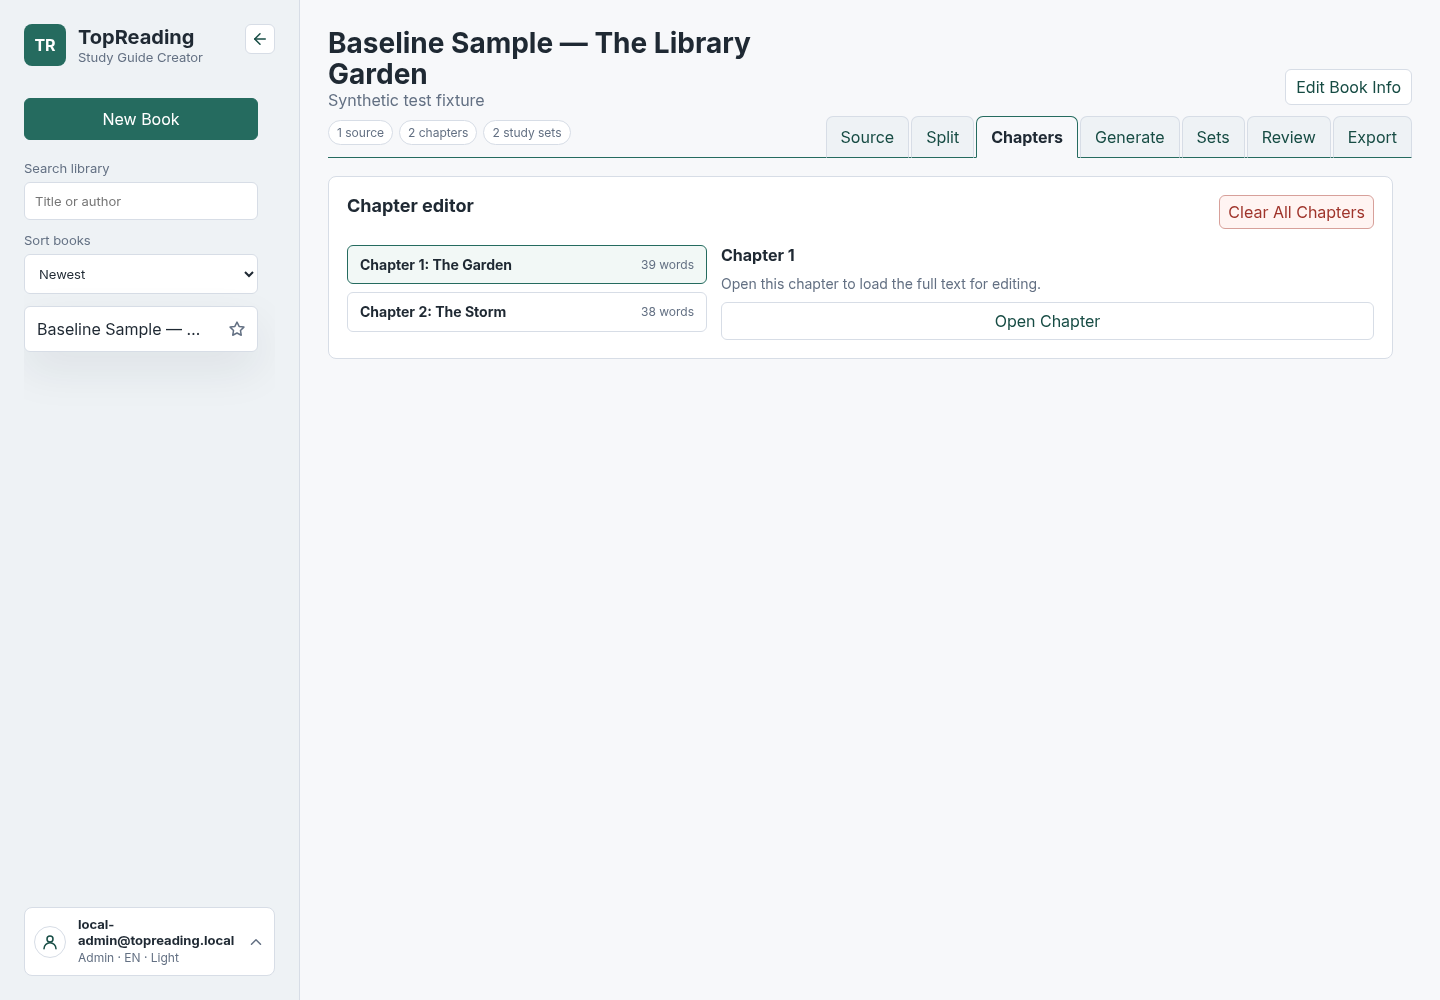 TR
TopReading
Study Guide Creator
New Book
Search library
Title or author
Sort books
Newest
Baseline Sample — ...
local-
admin@topreading.local
Admin · EN · Light
Baseline Sample — The Library
Garden
Synthetic test fixture
1 source
2 chapters
2 study sets
Edit Book Info
Source
Split
Chapters
Generate
Sets
Review
Export
Chapter editor
Clear All Chapters
Chapter 1: The Garden
39 words
Chapter 2: The Storm
38 words
Chapter 1
Open this chapter to load the full text for editing.
Open Chapter